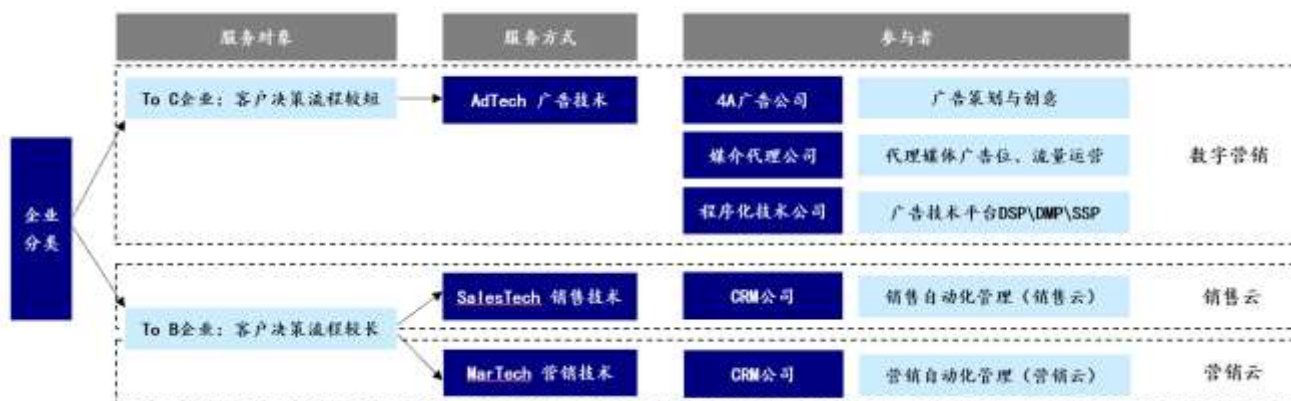 服务对象 服务方式 参与者
To C企业：客户决策流程较短 AdTech 广告技术 4A广告公司 广告策划与创意
媒介代理公司 代理媒体广告位、流量运营 数字营销
程序化技术公司 广告技术平台DSP\DMP\SSP
企业
分类
SalesTech 销售技术 CRM公司 销售自动化管理（销售云） 销售云
To B企业：客户决策流程较长
MarTech 营销技术 CRM公司 营销自动化管理（营销云） 营销云